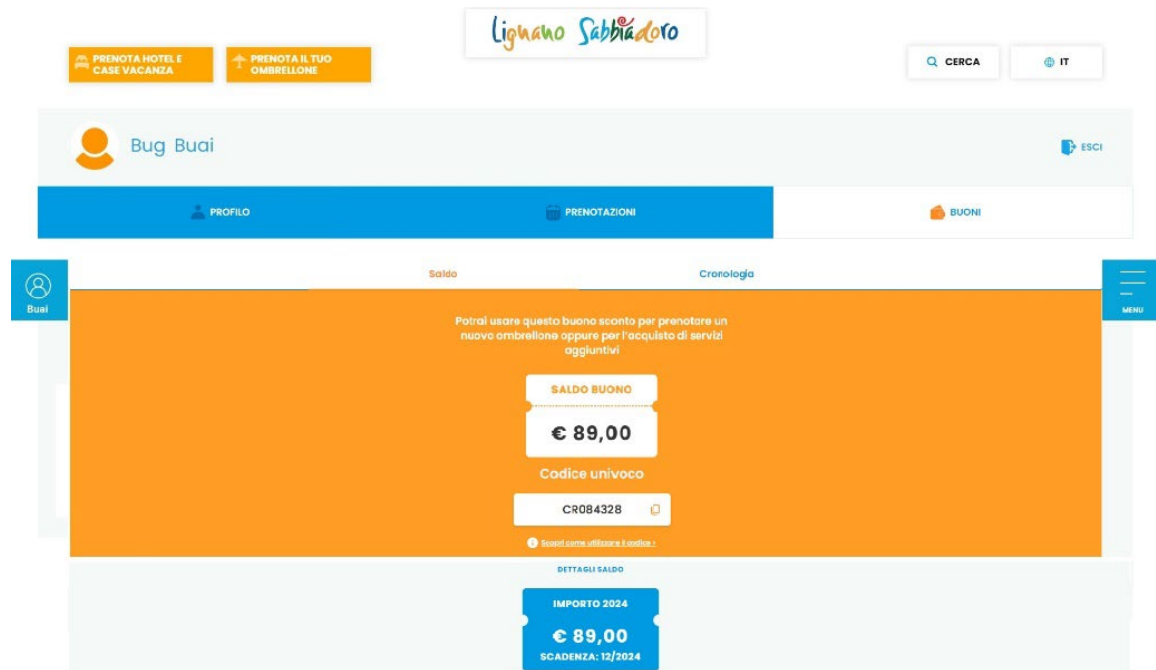 Lignano Sabbiadoro
PRENOTA HOTEL E
CASE VACANZA
PRENOTA IL TUO
OMBRELLONE
CERCA
IT
Bug Buai
ESCI
PROFILO
PRENOTAZIONI
BUONI
Buai
Saldo
Cronologia
MENU
Potrai usare questo buono sconto per prenotare un
nuovo ombrellone oppure per l'acquisto di servizi
aggiuntivi
SALDO BUONO
€ 89,00
Codice univoco
CR084328
Scopri come utilizzare il codice >
DETTAGLI SALDO
IMPORTO 2024
€ 89,00
SCADENZA: 12/2024